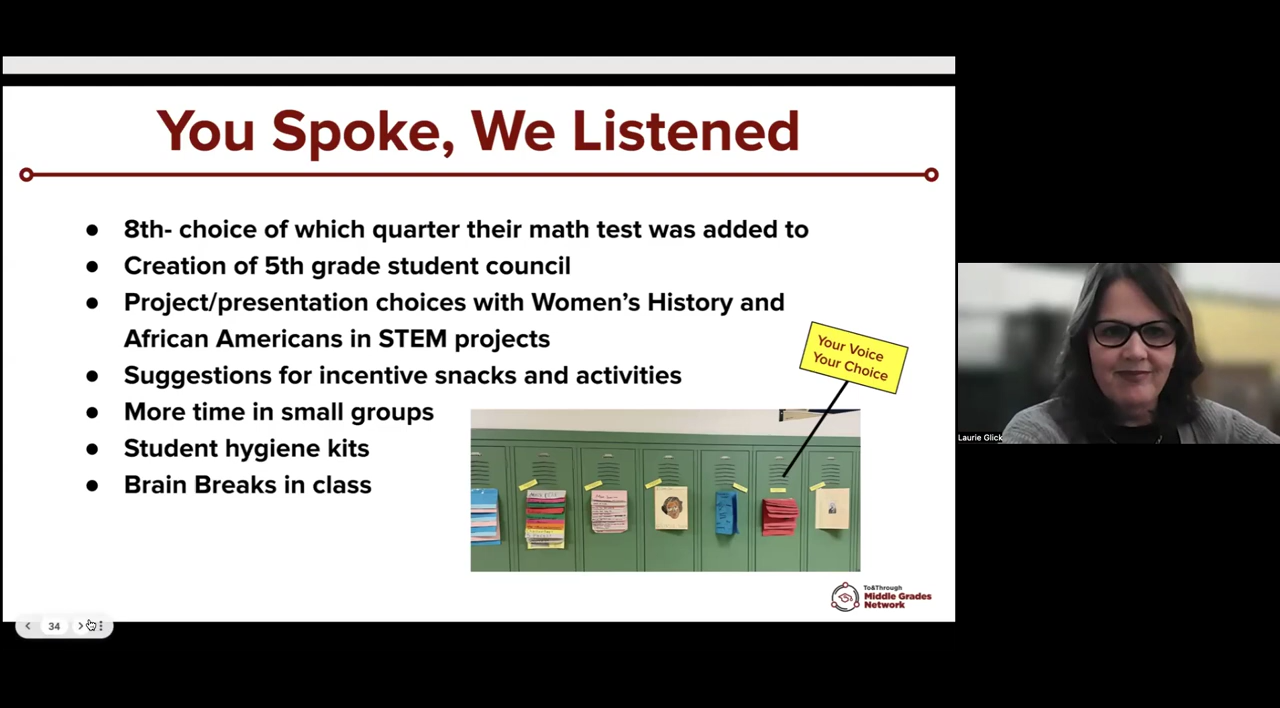 You Spoke, We Listened
● 8th- choice of which quarter their math test was added to
● Creation of 5th grade student council
● Project/presentation choices with Women’s History and
African Americans in STEM projects
● Suggestions for incentive snacks and activities
● More time in small groups
● Student hygiene kits
● Brain Breaks in class
Your Voice
Your Choice
To&Through
Middle Grades
Network
34
Laurie Glick